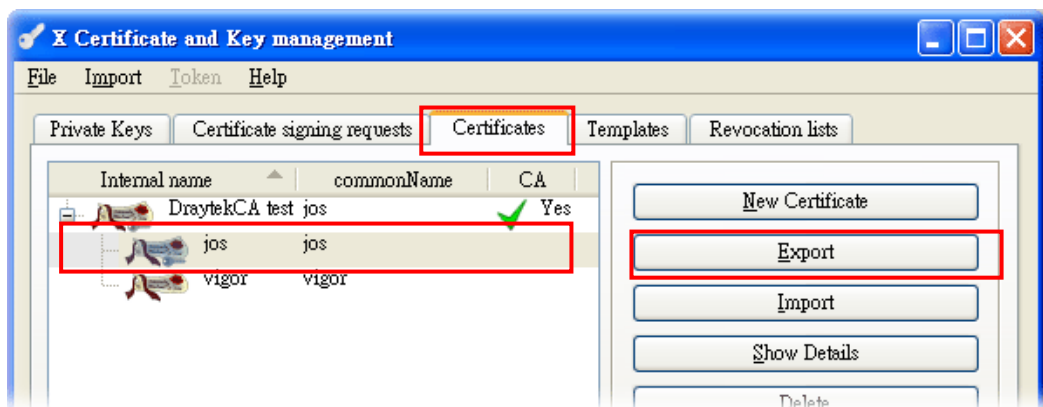 X Certificate and Key management
File Import Token Help
Private Keys Certificate signing requests Certificates Templates Revocation lists
Internal name commonName CA
DraytekCA test jos Yes
jos jos
vigor vigor
New Certificate
Export
Import
Show Details
Delete